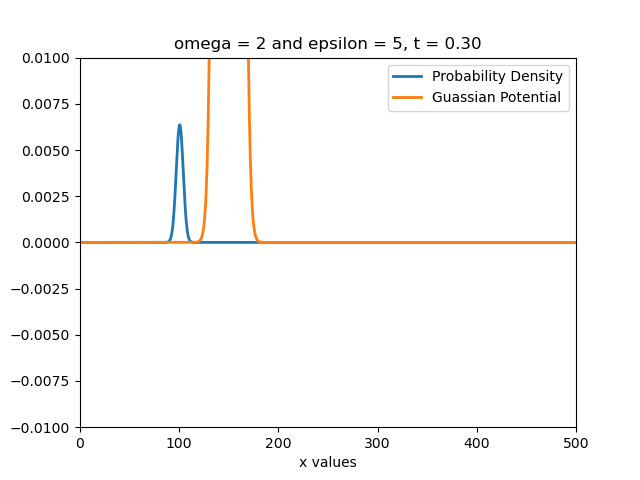 omega = 2 and epsilon = 5, t = 0.30
Probability Density
Guassian Potential
0.0100
0.0075
0.0050
0.0025
0.0000
−0.0025
−0.0050
−0.0075
−0.0100
0 100 200 300 400 500
x values